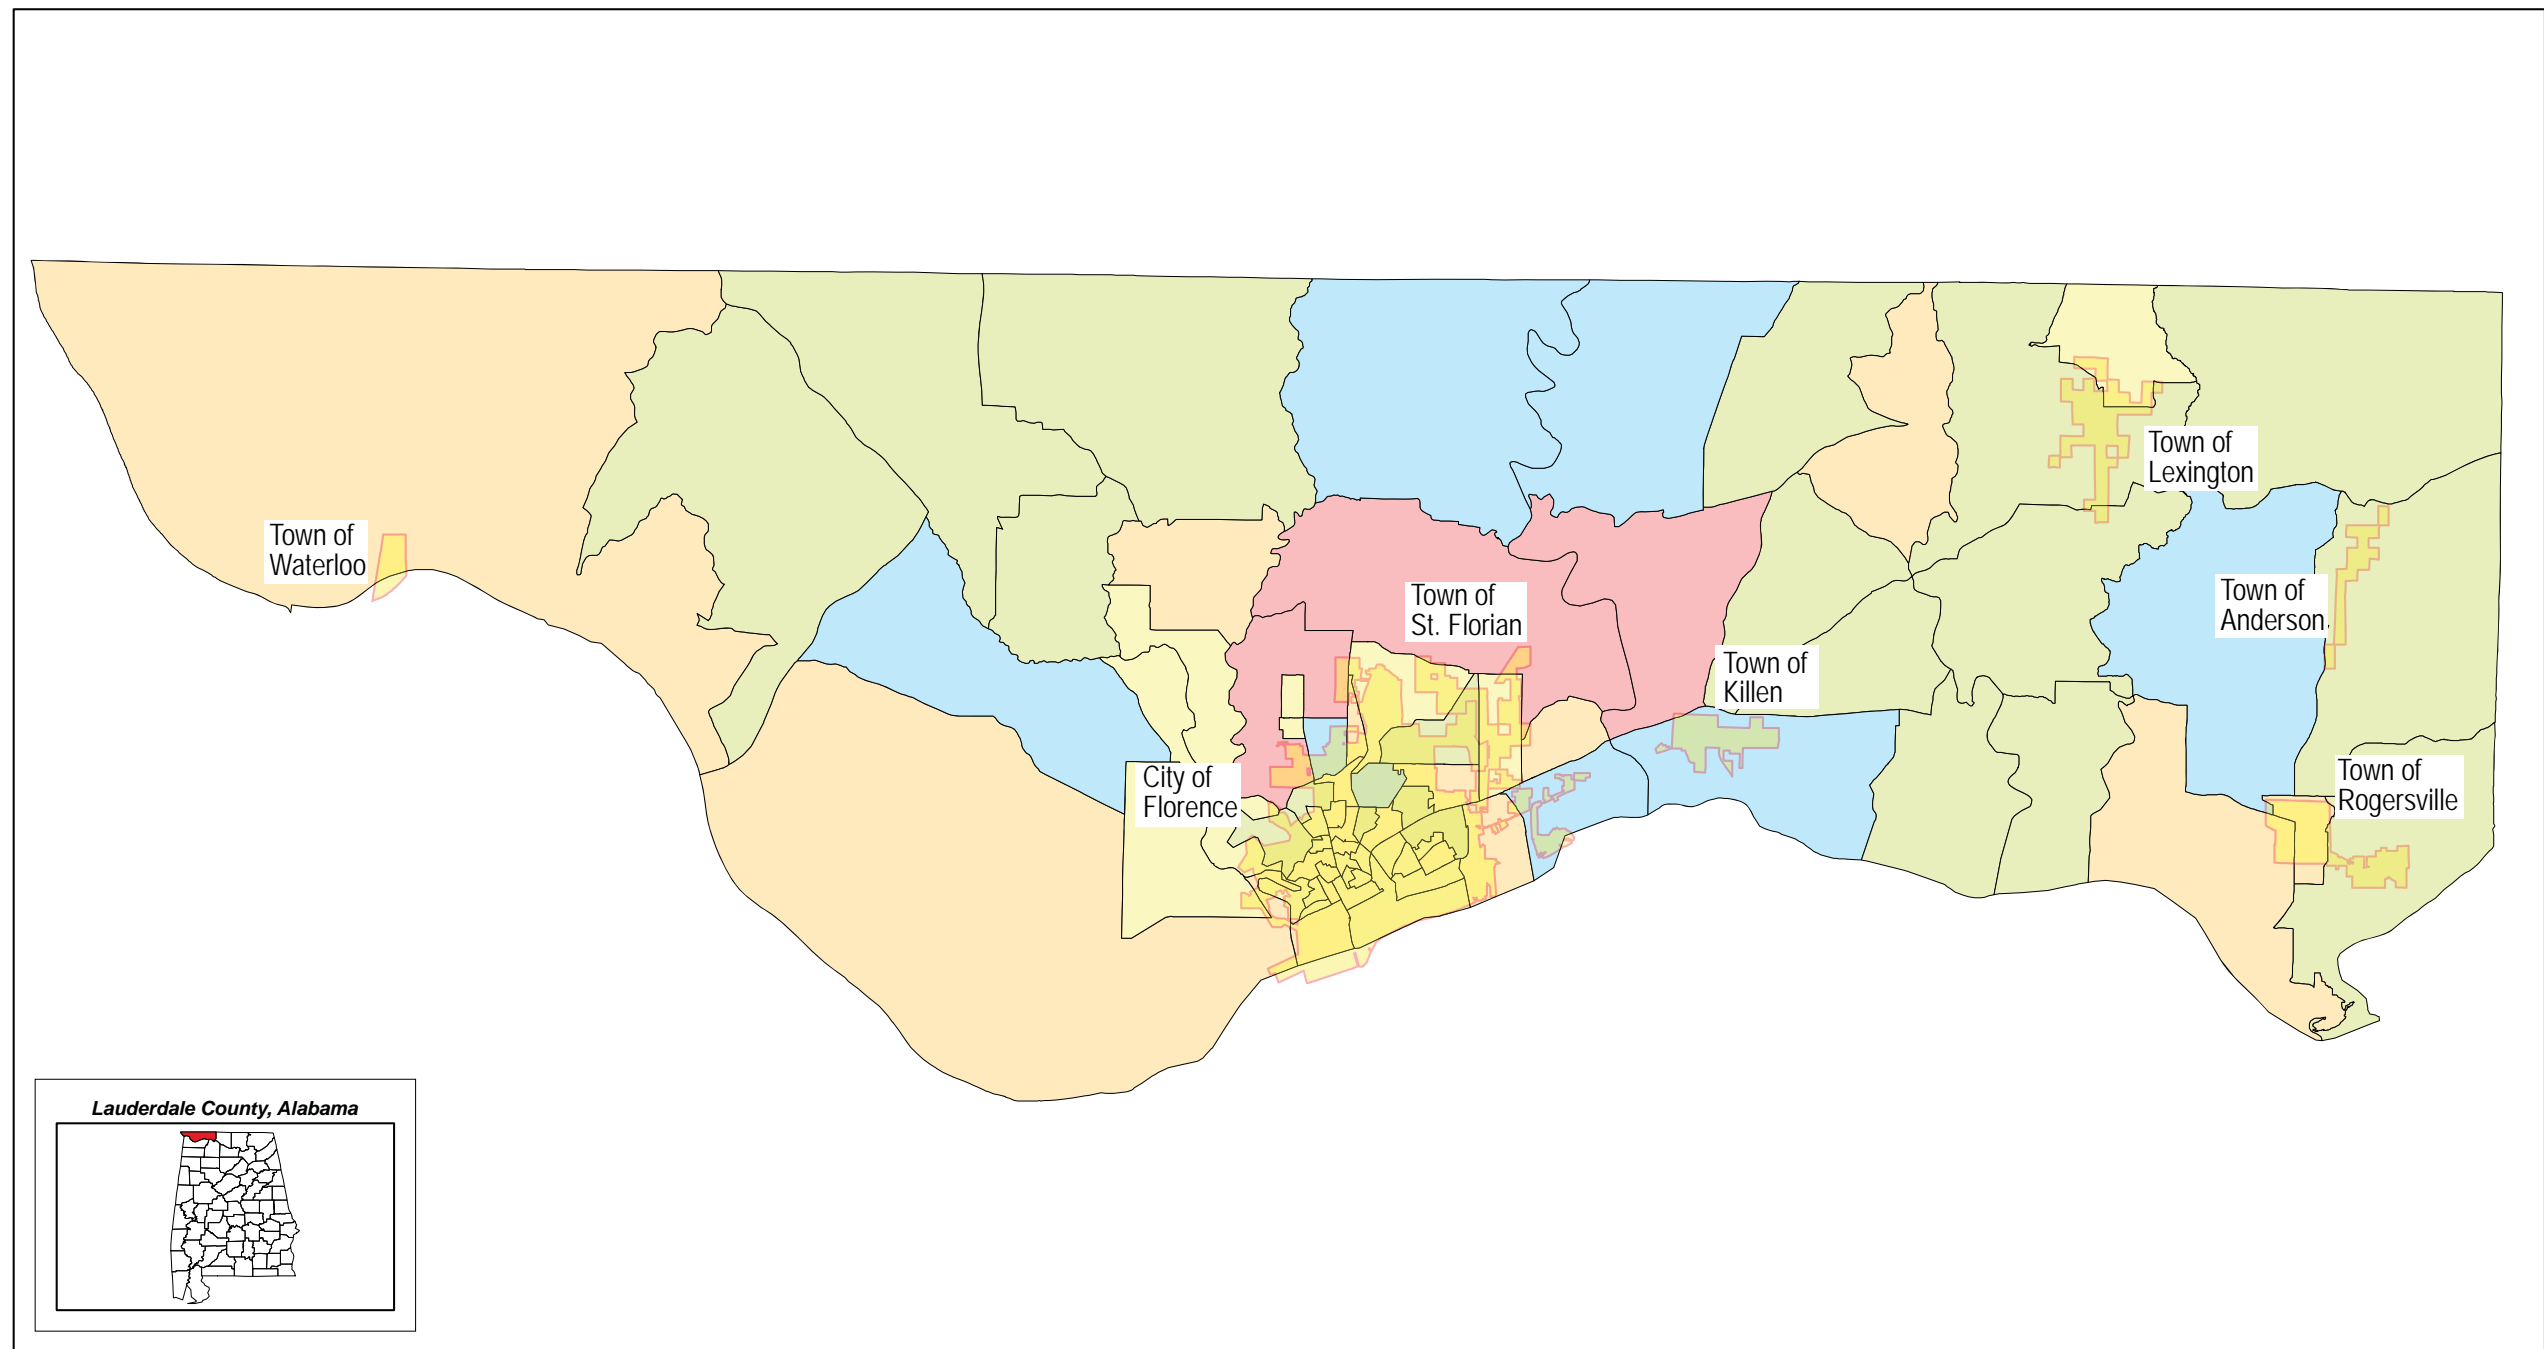 Town of
Lexington
Town of
Waterloo
Town of
Anderson
Town of
St. Florian
Town of
Killen
City of
Florence
Town of
Rogersville
Lauderdale County, Alabama